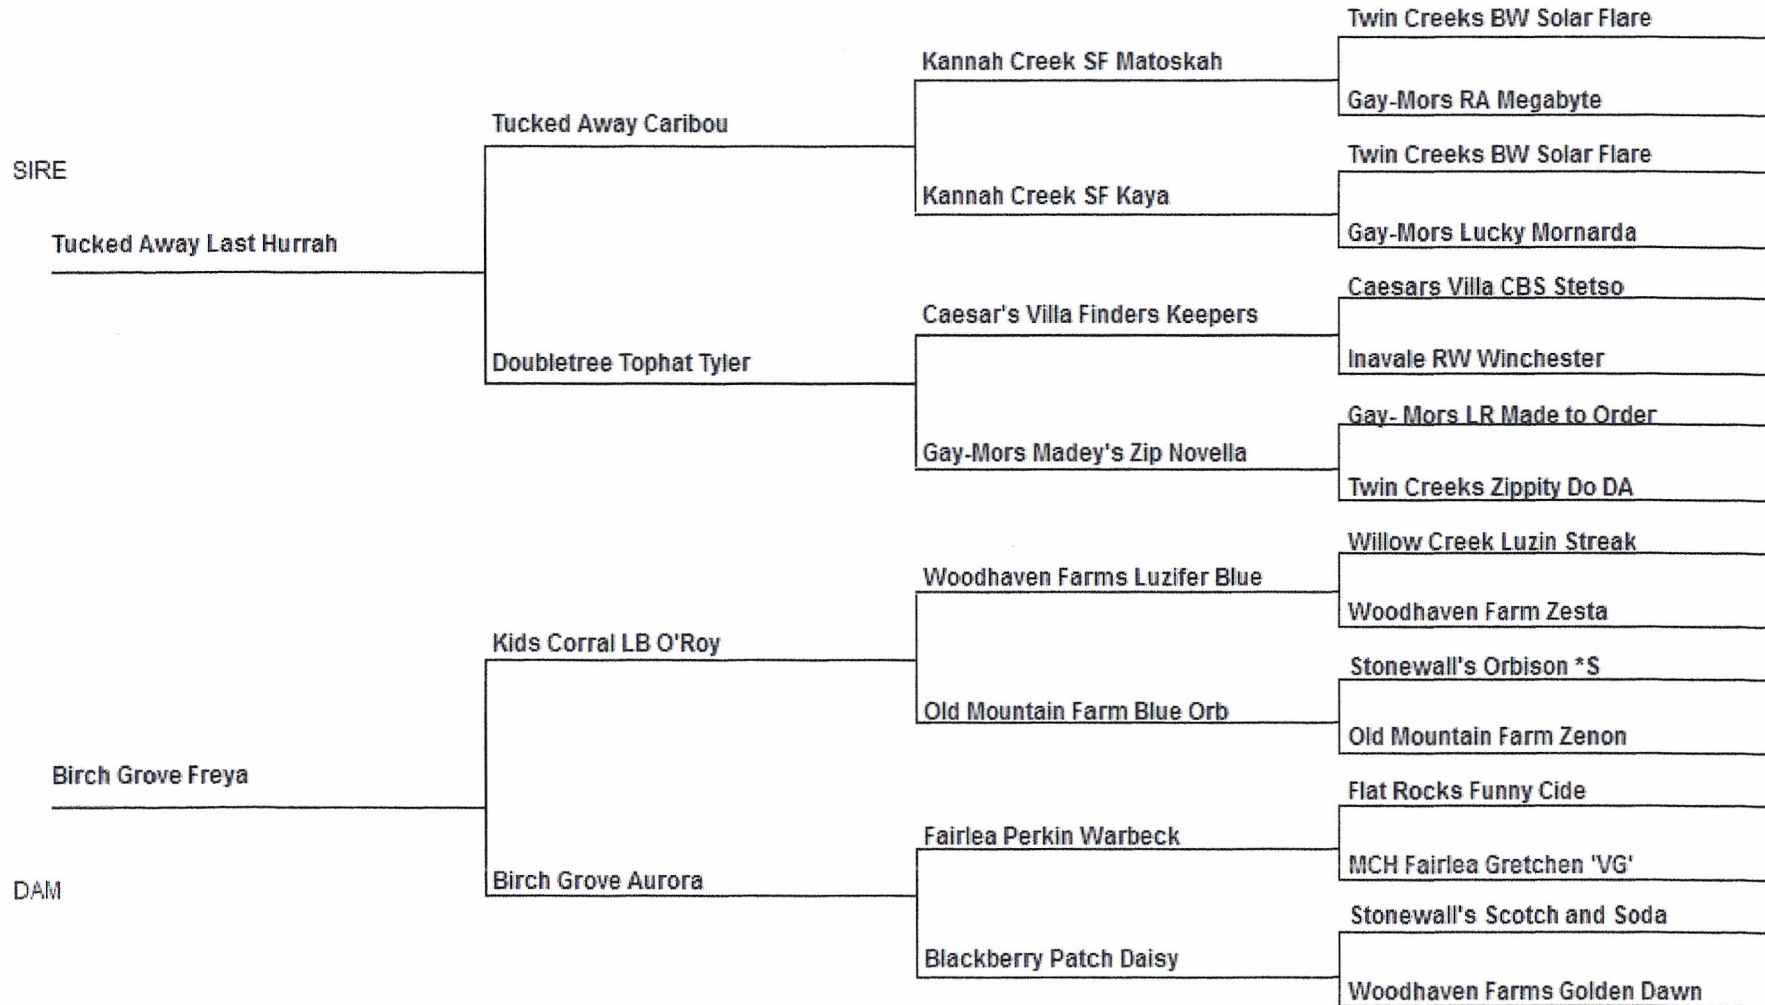 Twin Creeks BW Solar Flare
Kannah Creek SF Matoskah
Gay-Mors RA Megabyte
Tucked Away Caribou
Twin Creeks BW Solar Flare
SIRE
Kannah Creek SF Kaya
Gay-Mors Lucky Mornarda
Tucked Away Last Hurrah
Caesars Villa CBS Stetso
Caesar's Villa Finders Keepers
Inavale RW Winchester
Doubletree Tophat Tyler
Gay- Mors LR Made to Order
Gay-Mors Madey's Zip Novella
Twin Creeks Zippity Do DA
Willow Creek Luzin Streak
Woodhaven Farms Luzifer Blue
Woodhaven Farm Zesta
Kids Corral LB O'Roy
Stonewall's Orbison *S
Old Mountain Farm Blue Orb
Old Mountain Farm Zenon
Birch Grove Freya
Flat Rocks Funny Cide
Fairlea Perkin Warbeck
MCH Fairlea Gretchen 'VG'
Birch Grove Aurora
DAM
Stonewall's Scotch and Soda
Blackberry Patch Daisy
Woodhaven Farms Golden Dawn